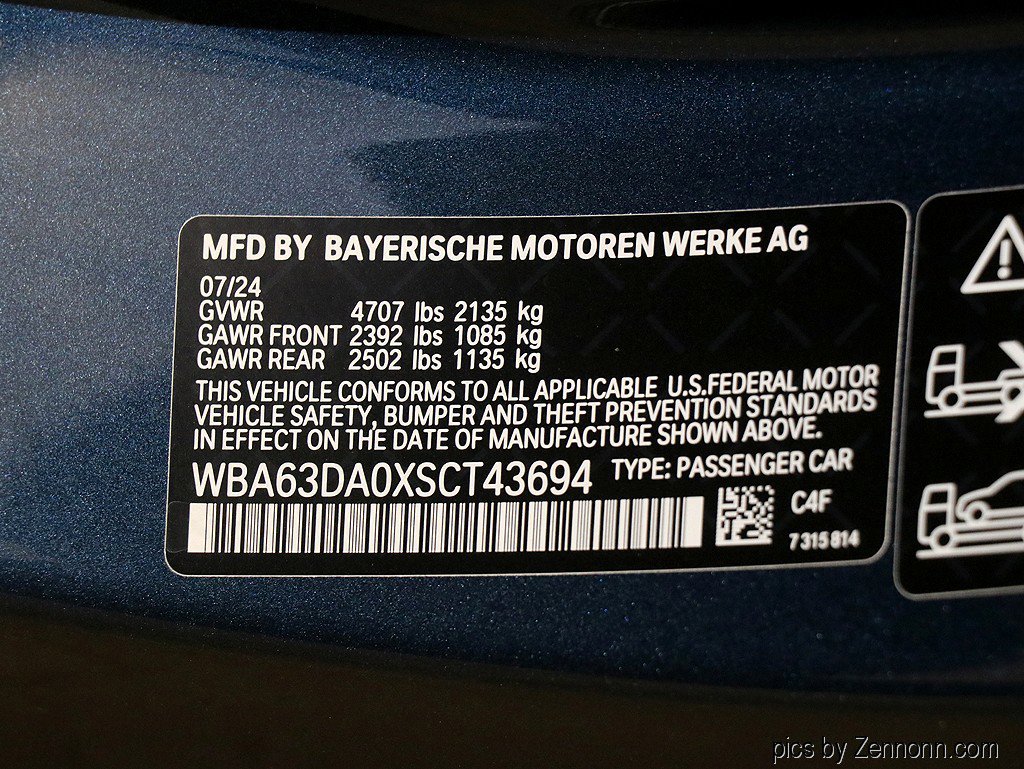 MFD BY BAYERISCHE MOTOREN WERKE AG
07/24
GVWR 4707 lbs 2135 kg
GAWR FRONT 2392 lbs 1085 kg
GAWR REAR 2502 lbs 1135 kg
THIS VEHICLE CONFORMS TO ALL APPLICABLE U.S.FEDERAL MOTOR
VEHICLE SAFETY, BUMPER AND THEFT PREVENTION STANDARDS
IN EFFECT ON THE DATE OF MANUFACTURE SHOWN ABOVE.
WBA63DA0XSCT43694 TYPE: PASSENGER CAR
C4F
7315814
pics by Zennonn.com